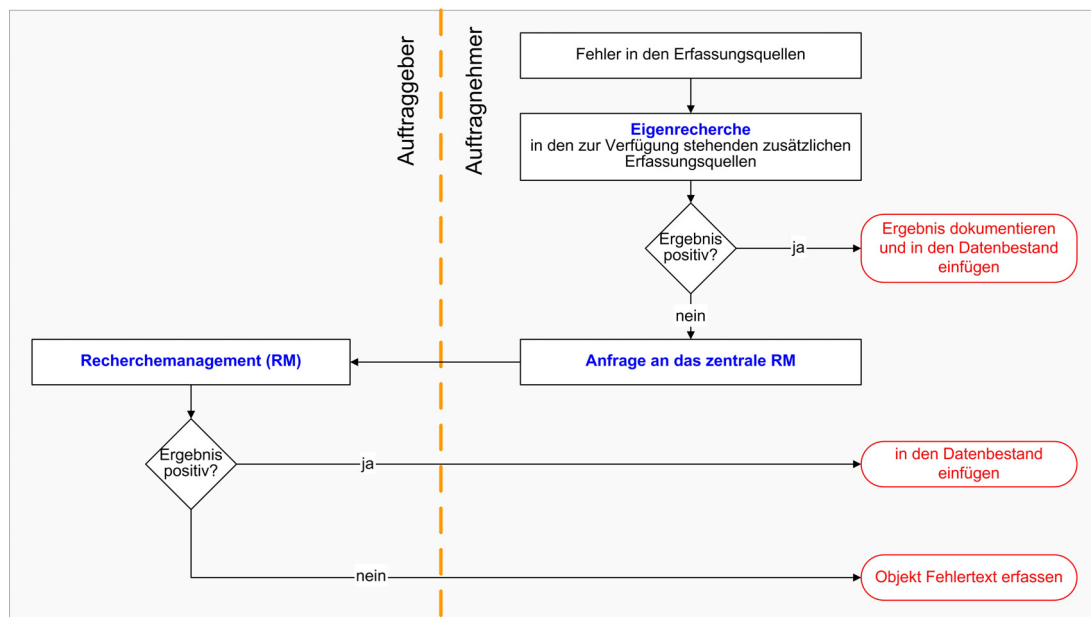 Auftraggeber
Auftragnehmer
Fehler in den Erfassungsquellen
Eigenrecherche
in den zur Verfügung stehenden zusätzlichen
Erfassungsquellen
Ergebnis
positiv?
ja
Ergebnis dokumentieren
und in den Datenbestand
einfügen
nein
Recherchemanagement (RM)
Anfrage an das zentrale RM
Ergebnis
positiv?
ja
in den Datenbestand
einfügen
nein
Objekt Fehlertext erfassen